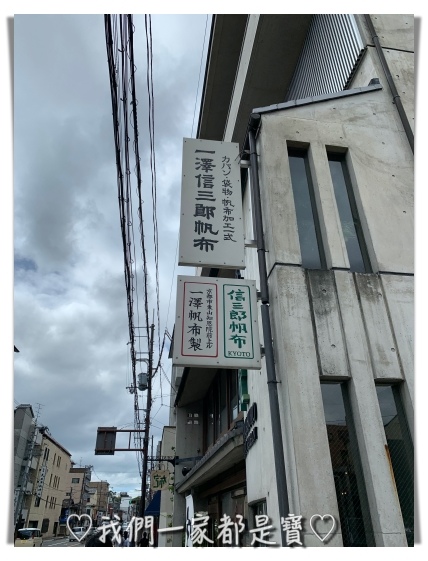 カバン・袋物・帆布加工一式
一澤信三郎帆布
信三郎帆布
KYOTO
京都市東山知恩院前上ル
一澤帆布製
♡我們一家都是寶♡